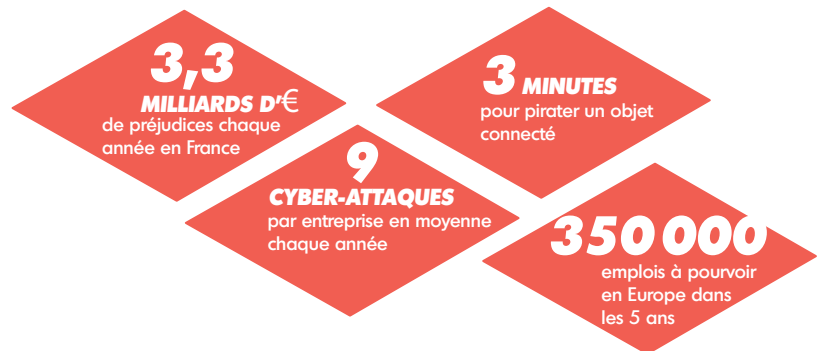 3,3
MILLIARDS D'€
de préjudices chaque
année en France
3 MINUTES
pour pirater un objet
connecté
9
CYBER-ATTAQUES
par entreprise en moyenne
chaque année
350 000
emplois à pourvoir
en Europe dans
les 5 ans